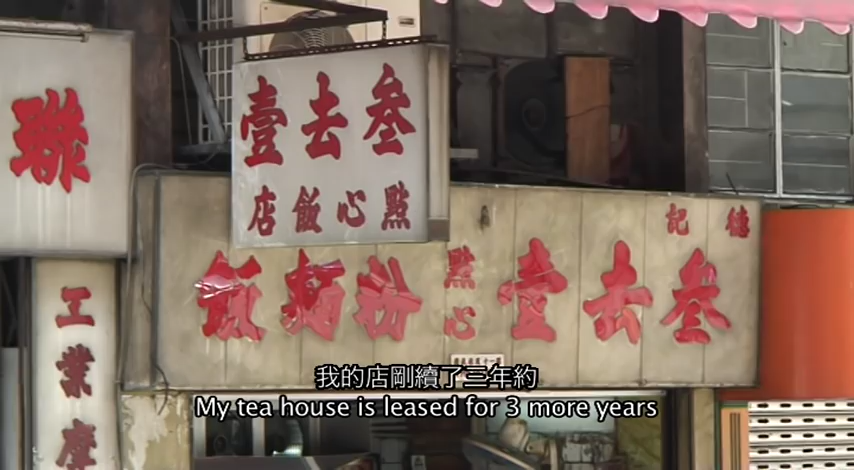 聯
叁去壹
點心飯店
德記
叁去壹
點心
粉麵飯
工業摩
我的店剛續了三年約
My tea house is leased for 3 more years